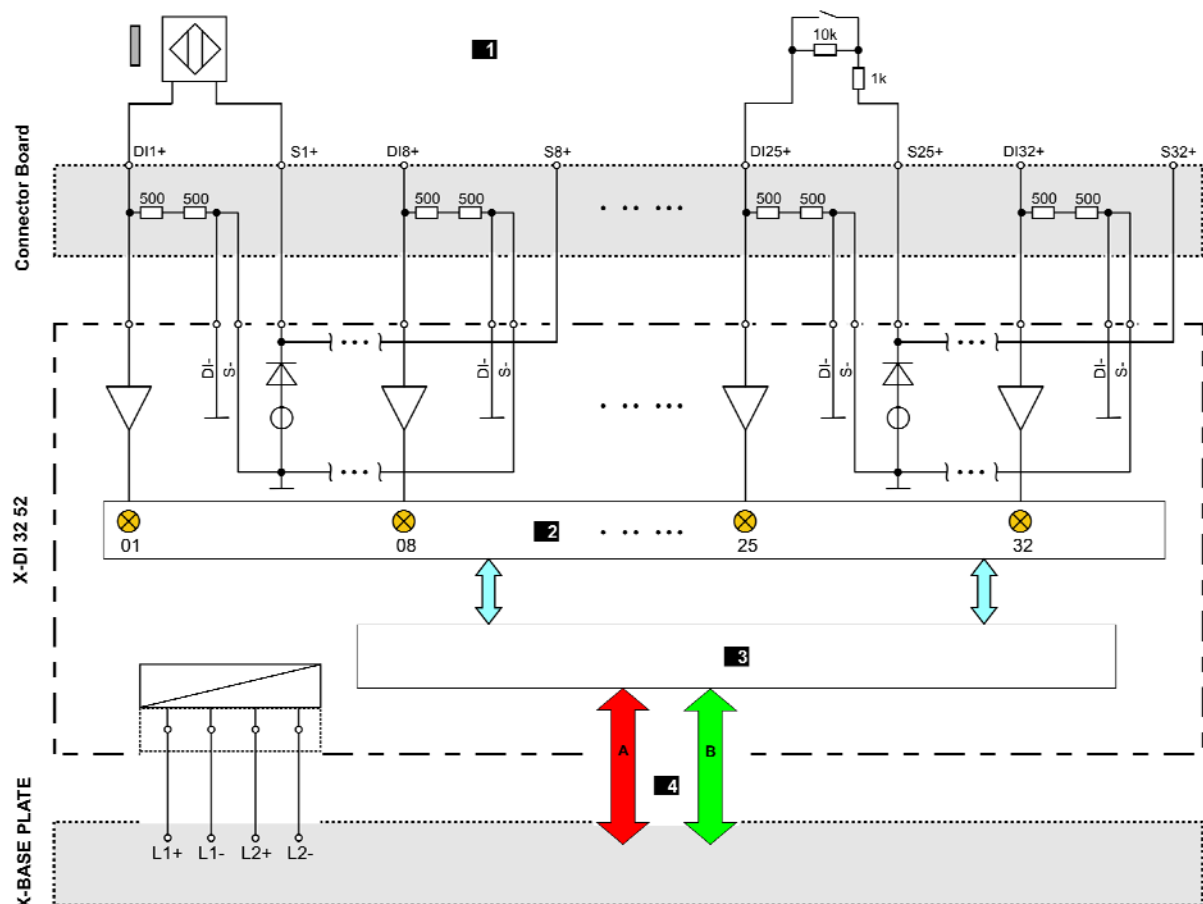 1
10k
1k
Connector Board
DI1+
S1+
DI8+
S8+
DI25+
S25+
DI32+
S32+
500 500
500 500
500 500
500 500
DI-
S-
DI-
S-
DI-
S-
DI-
S-
X-DI 32 52
2
01
08
25
32
3
A
B
4
X-BASE PLATE
L1+
L1-
L2+
L2-